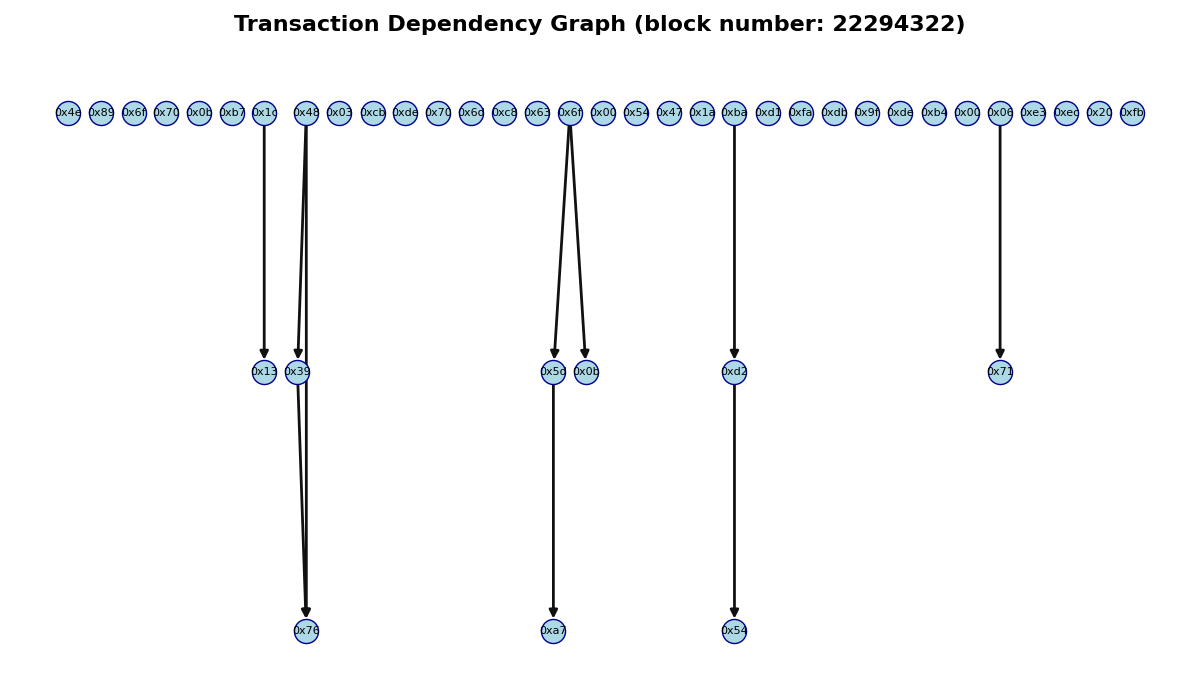 Transaction Dependency Graph (block number: 22294322)
0x4e 0x89 0x6f 0x70 0x0b 0xb7 0x1c 0x48 0x03 0xcb 0xde 0x70 0x6d 0xc8 0x63 0x6f 0x00 0x54 0x47 0x1a 0xba 0xd1 0xfa 0xdb 0x9f 0xde 0xb4 0x00 0x06 0xe3 0xec 0x20 0xfb
0x13 0x39 0x5d 0x0b 0xd2 0x71
0x76 0xa7 0x54